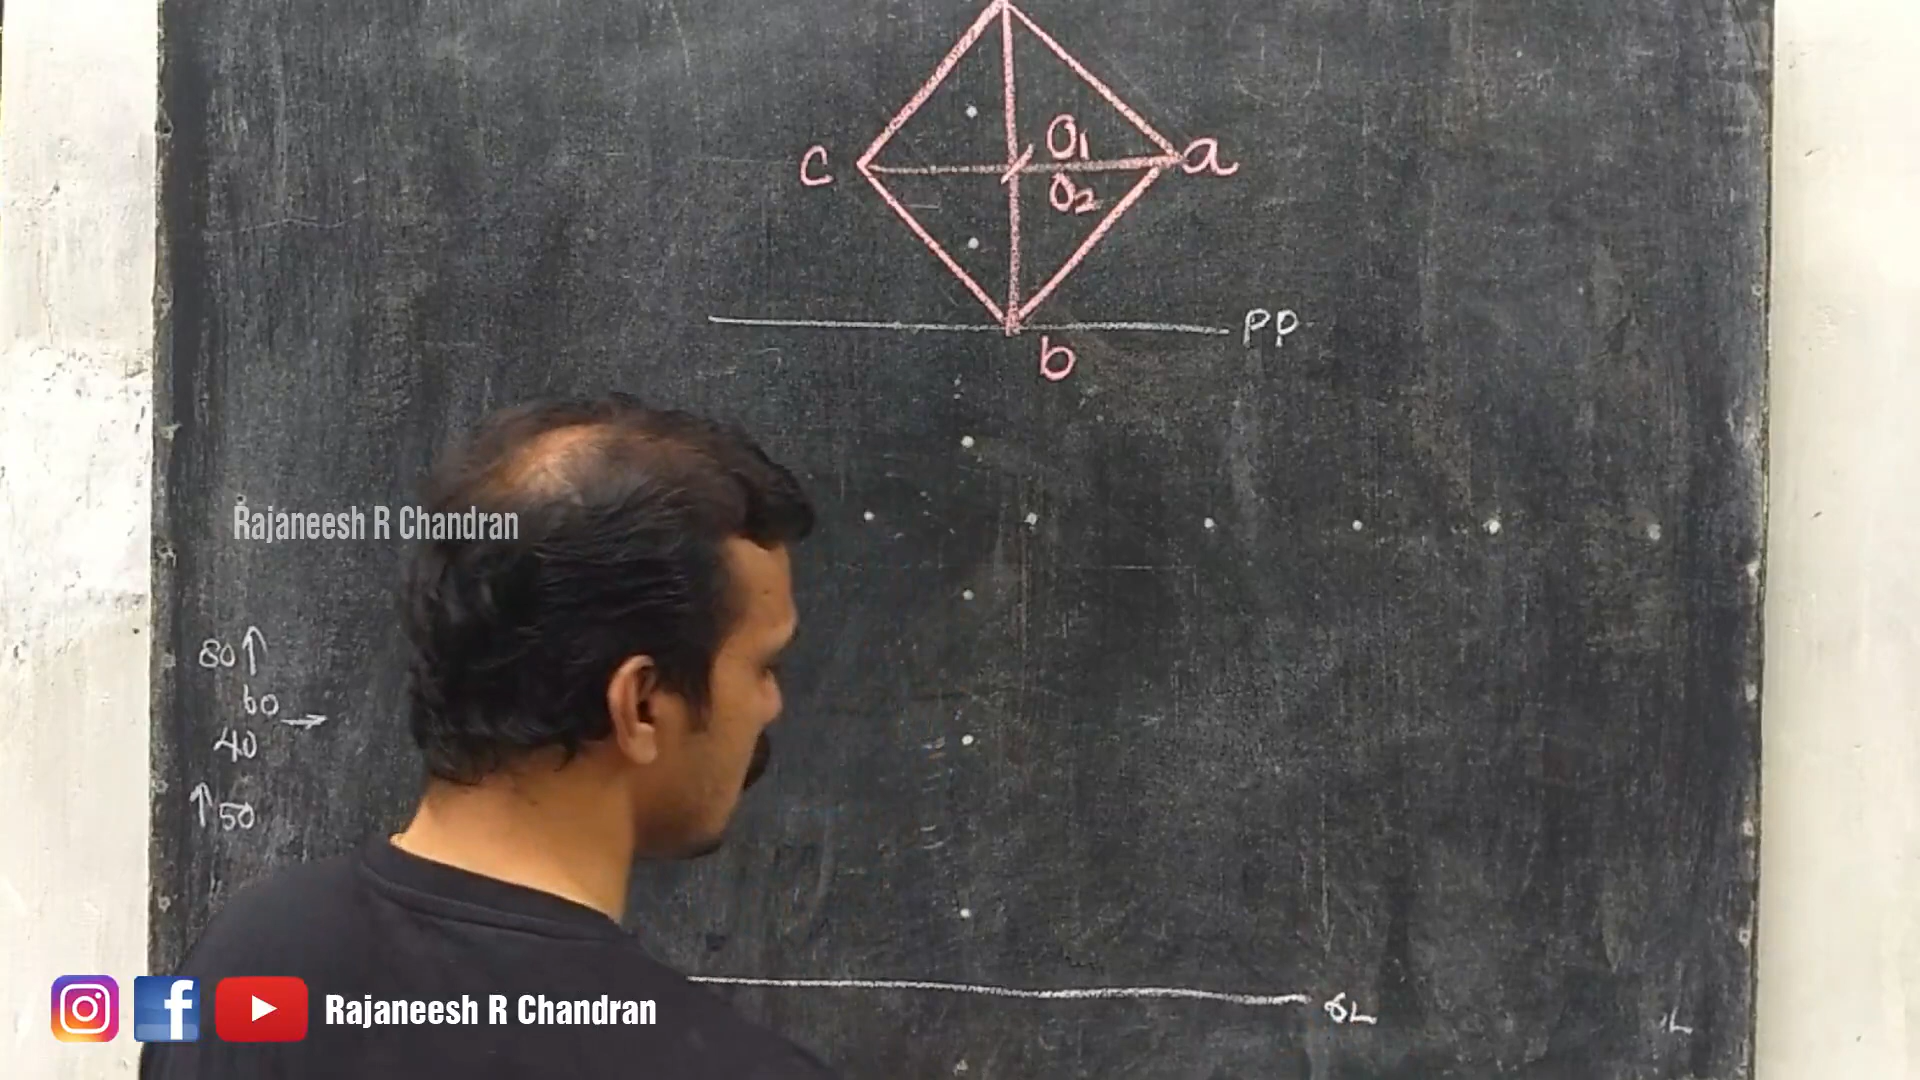 O1
c
a
O2
PP
b
Rajaneesh R Chandran
80↑
60→
40
↑50
GL
Rajaneesh R Chandran